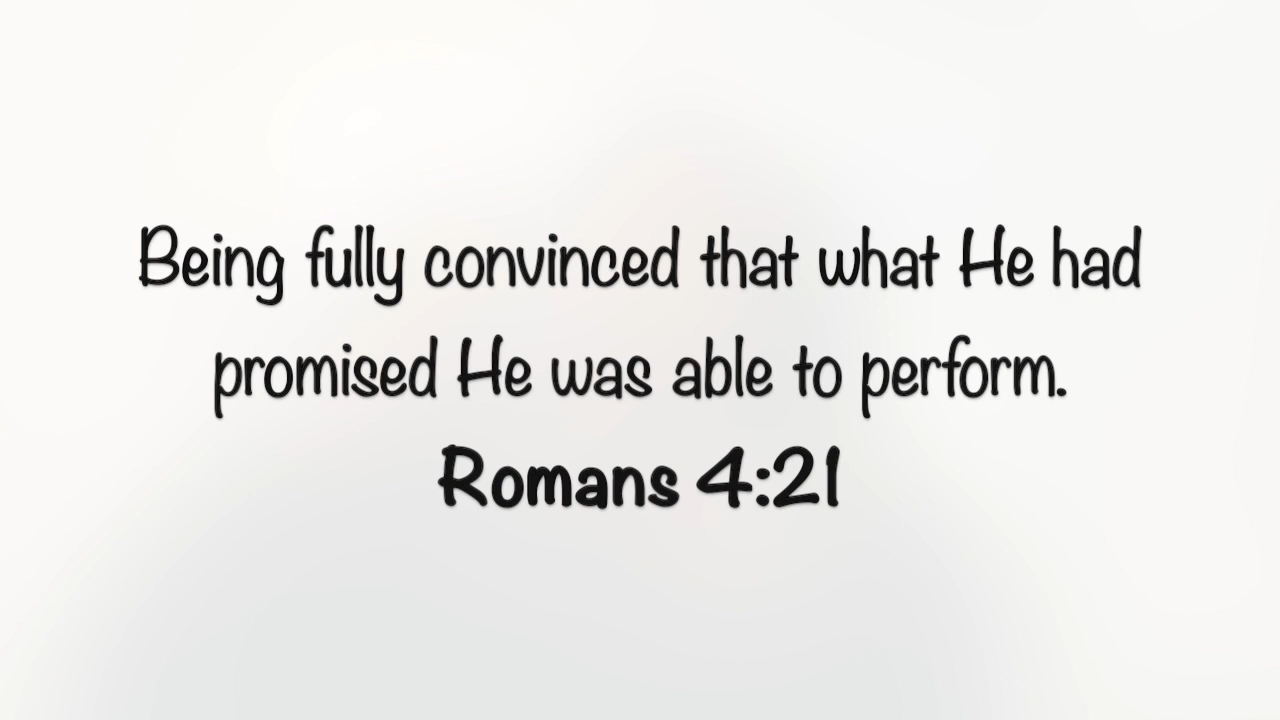 Being fully convinced that what He had
promised He was able to perform.
Romans 4:21